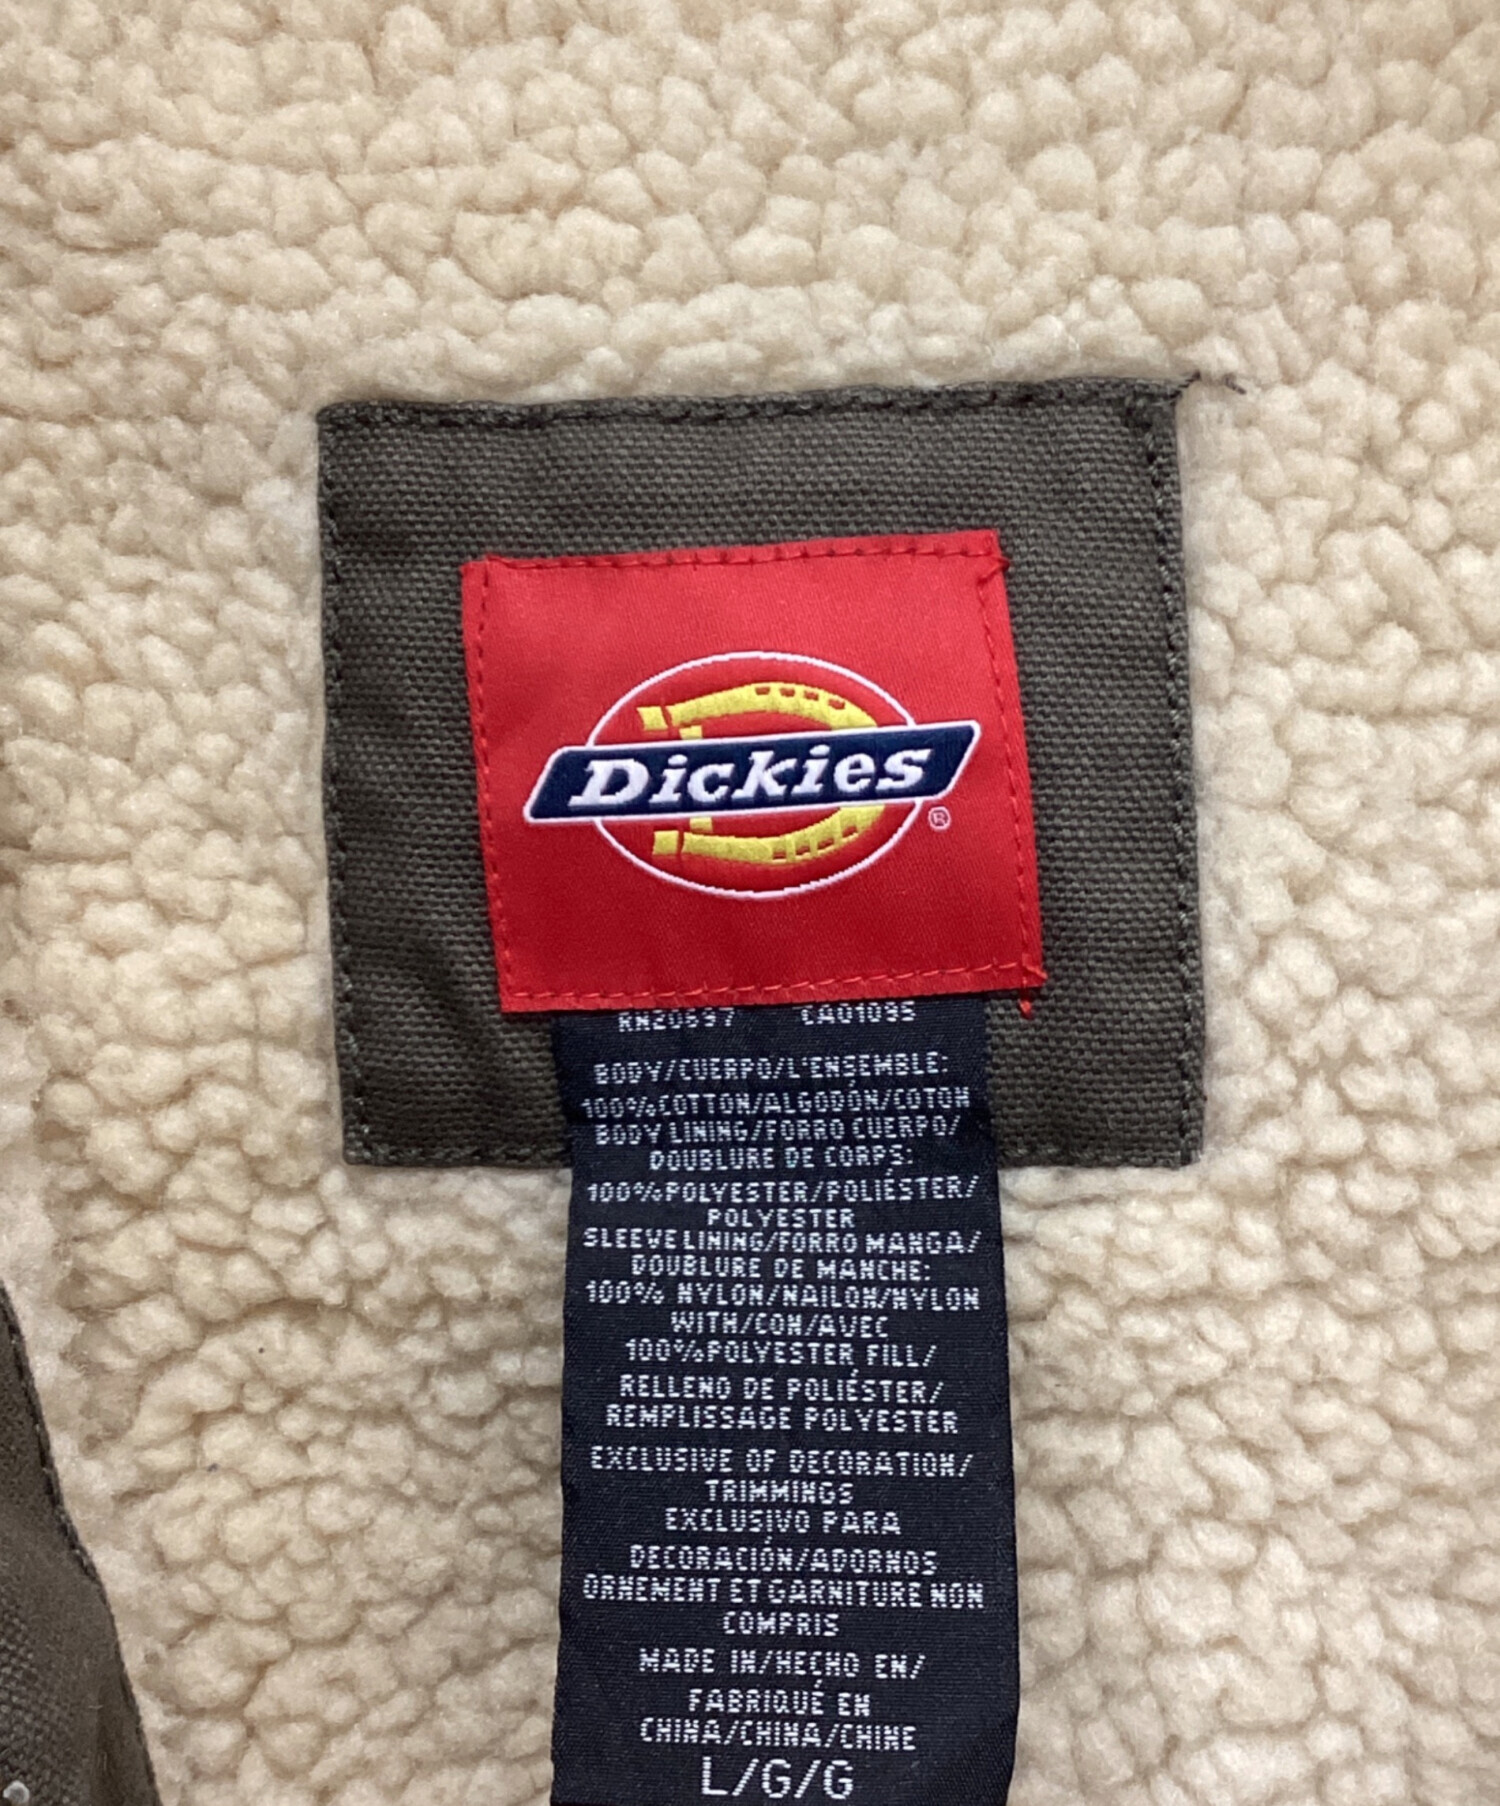 Dickies®
RN20697 CA01095
BODY/CUERPO/L'ENSEMBLE:
100%COTTON/ALGODÓN/COTON
BODY LINING/FORRO CUERPO/
DOUBLURE DE CORPS:
100%POLYESTER/POLIÉSTER/
POLYESTER
SLEEVE LINING/FORRO MANGA/
DOUBLURE DE MANCHE:
100% NYLON/NAILON/NYLON
WITH/CON/AVEC
100%POLYESTER FILL/
RELLENO DE POLIÉSTER/
REMPLISSAGE POLYESTER
EXCLUSIVE OF DECORATION/
TRIMMINGS
EXCLUSIVO PARA
DECORACIÓN/ADORNOS
ORNEMENT ET GARNITURE NON
COMPRIS
MADE IN/HECHO EN/
FABRIQUÉ EN
CHINA/CHINA/CHINE
L/G/G